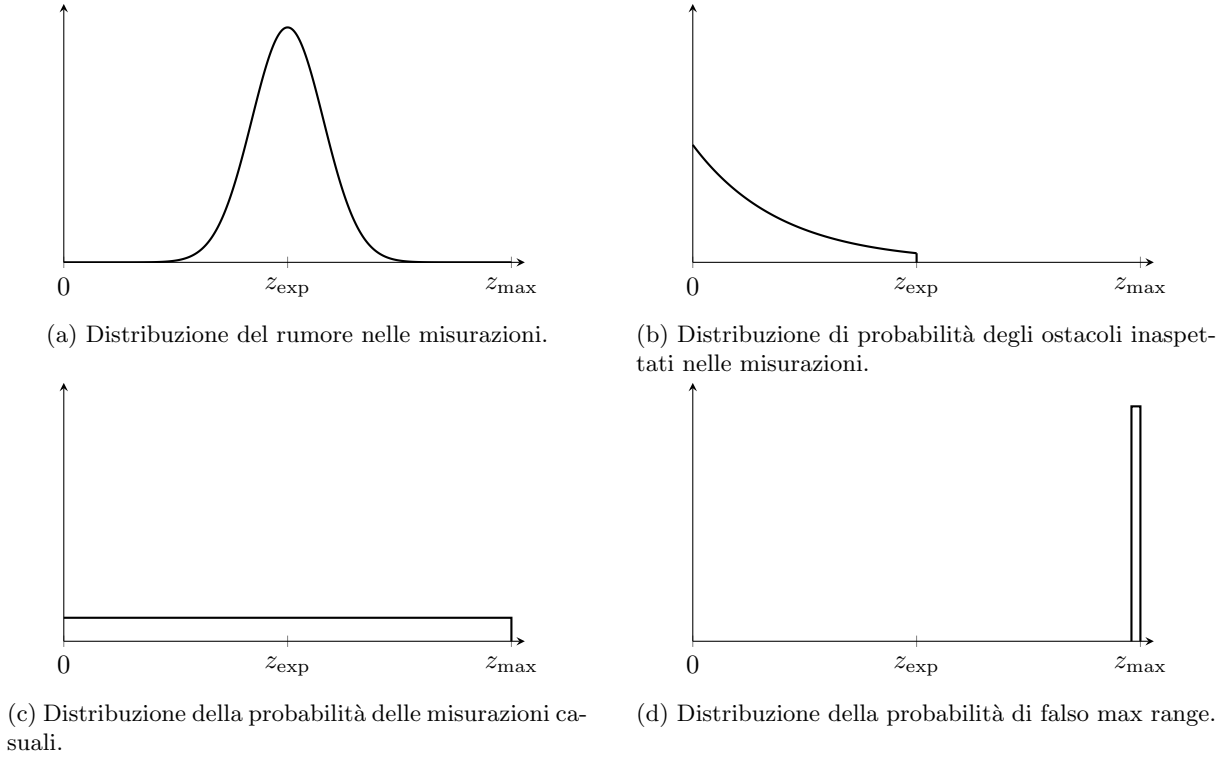 0 z_exp z_max
(a) Distribuzione del rumore nelle misurazioni.
0 z_exp z_max
(b) Distribuzione di probabilità degli ostacoli inaspet-
tati nelle misurazioni.
0 z_exp z_max
(c) Distribuzione della probabilità delle misurazioni ca-
suali.
0 z_exp z_max
(d) Distribuzione della probabilità di falso max range.